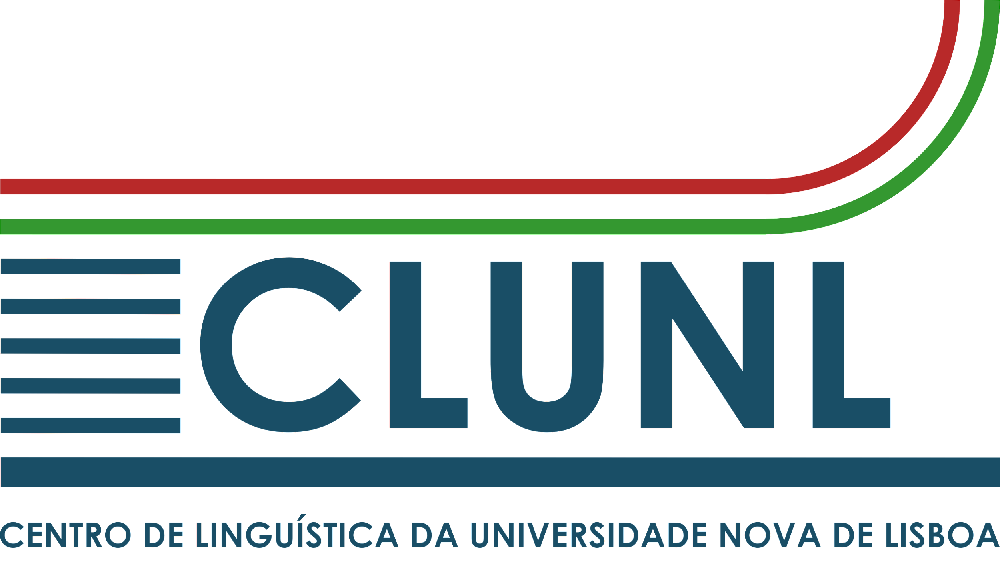 CLUNL
CENTRO DE LINGUÍSTICA DA UNIVERSIDADE NOVA DE LISBOA